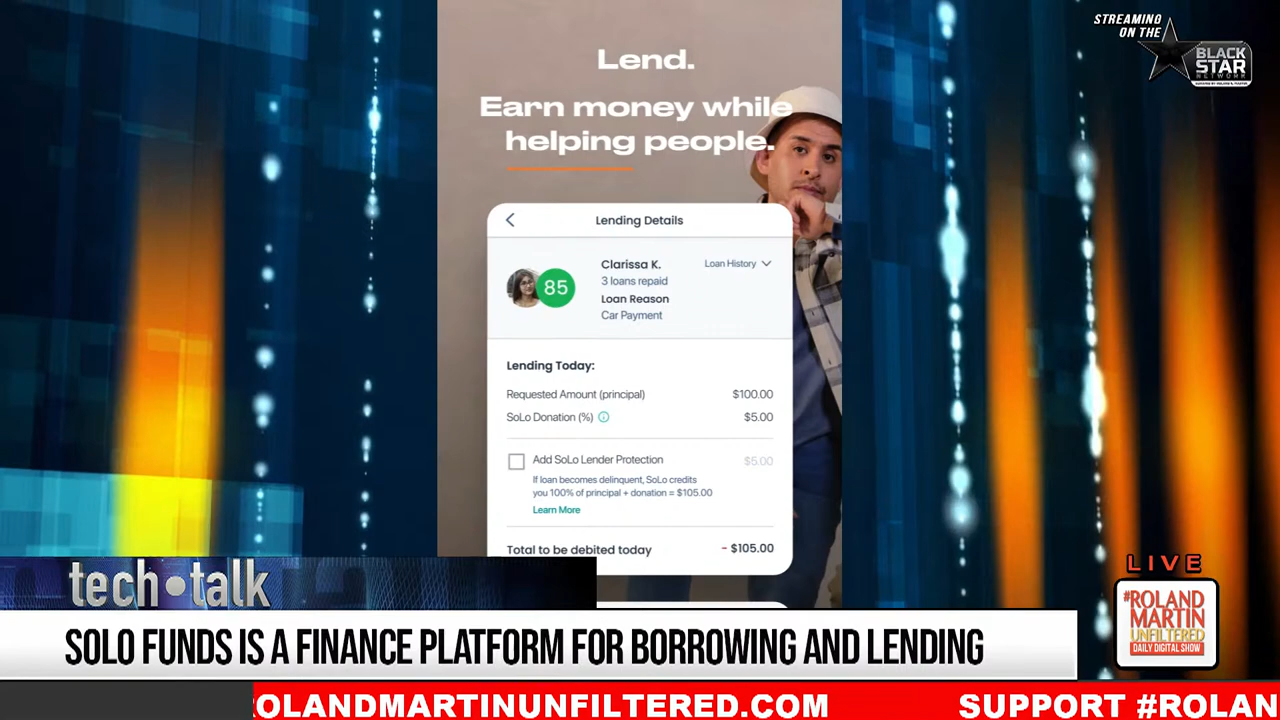 STREAMING
ON THE
BLACK
STAR
NETWORK
Lend.
Earn money while
helping people.
Lending Details
85
Clarissa K.
3 loans repaid
Loan Reason
Car Payment
Loan History
Lending Today:
Requested Amount (principal) $100.00
SoLo Donation (%) $5.00
Add SoLo Lender Protection $5.00
If loan becomes delinquent, SoLo credits
you 100% of principal + donation = $105.00
Learn More
Total to be debited today - $105.00
tech•talk
SOLO FUNDS IS A FINANCE PLATFORM FOR BORROWING AND LENDING
LIVE
#ROLAND
MARTIN
UNFILTERED
DAILY DIGITAL SHOW
ROLANDMARTINUNFILTERED.COM SUPPORT #ROLAN